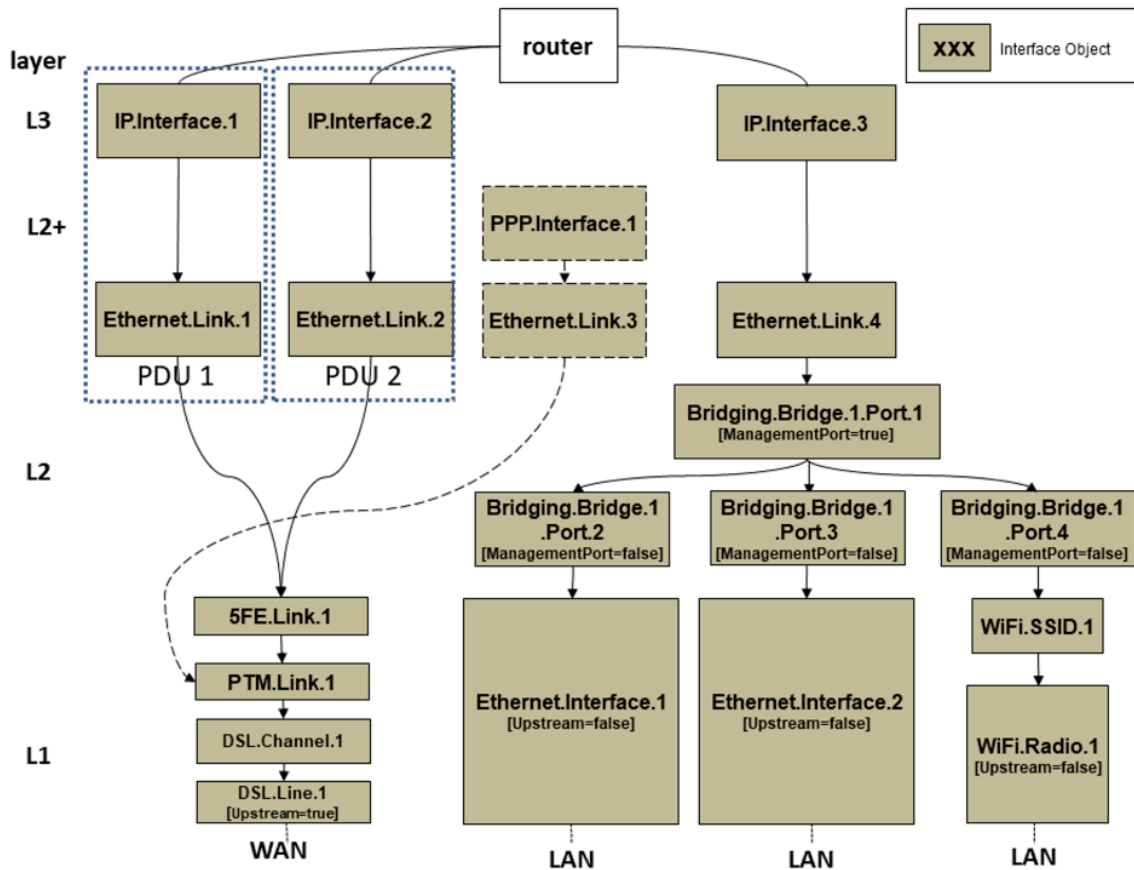 router
xxx
Interface Object
layer
L3
IP.Interface.1
IP.Interface.2
IP.Interface.3
L2+
PPP.Interface.1
Ethernet.Link.1
Ethernet.Link.2
Ethernet.Link.3
Ethernet.Link.4
PDU 1
PDU 2
Bridging.Bridge.1.Port.1
[ManagementPort=true]
L2
Bridging.Bridge.1
.Port.2
[ManagementPort=false]
Bridging.Bridge.1
.Port.3
[ManagementPort=false]
Bridging.Bridge.1
.Port.4
[ManagementPort=false]
5FE.Link.1
WiFi.SSID.1
PTM.Link.1
Ethernet.Interface.1
[Upstream=false]
Ethernet.Interface.2
[Upstream=false]
L1
DSL.Channel.1
WiFi.Radio.1
[Upstream=false]
DSL.Line.1
[Upstream=true]
WAN
LAN
LAN
LAN